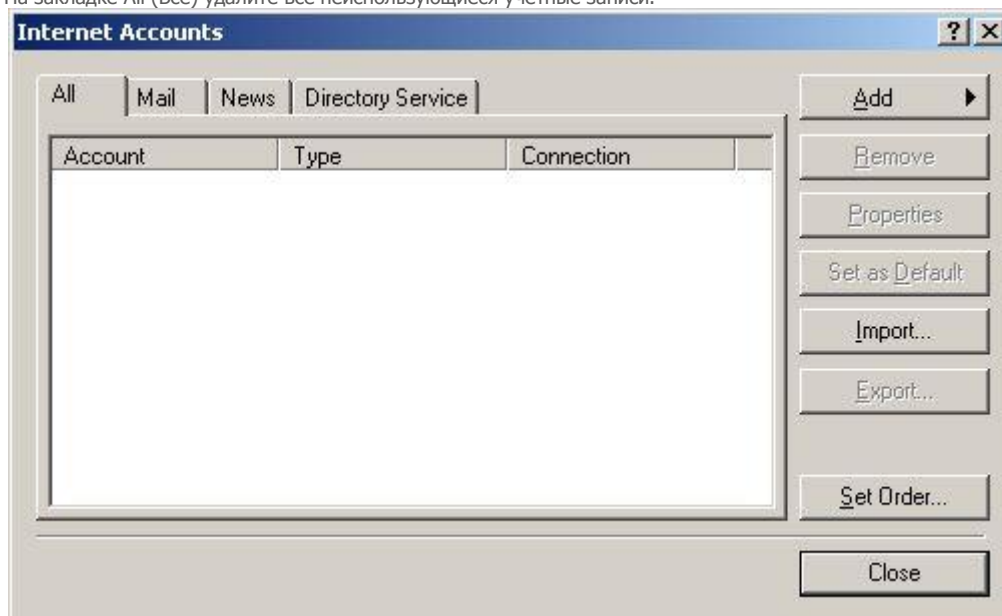 На закладке All (Все) удалите все неиспользующиеся учетные записи.
Internet Accounts
All Mail News Directory Service
Account Type Connection
Add
Remove
Properties
Set as Default
Import...
Export...
Set Order...
Close